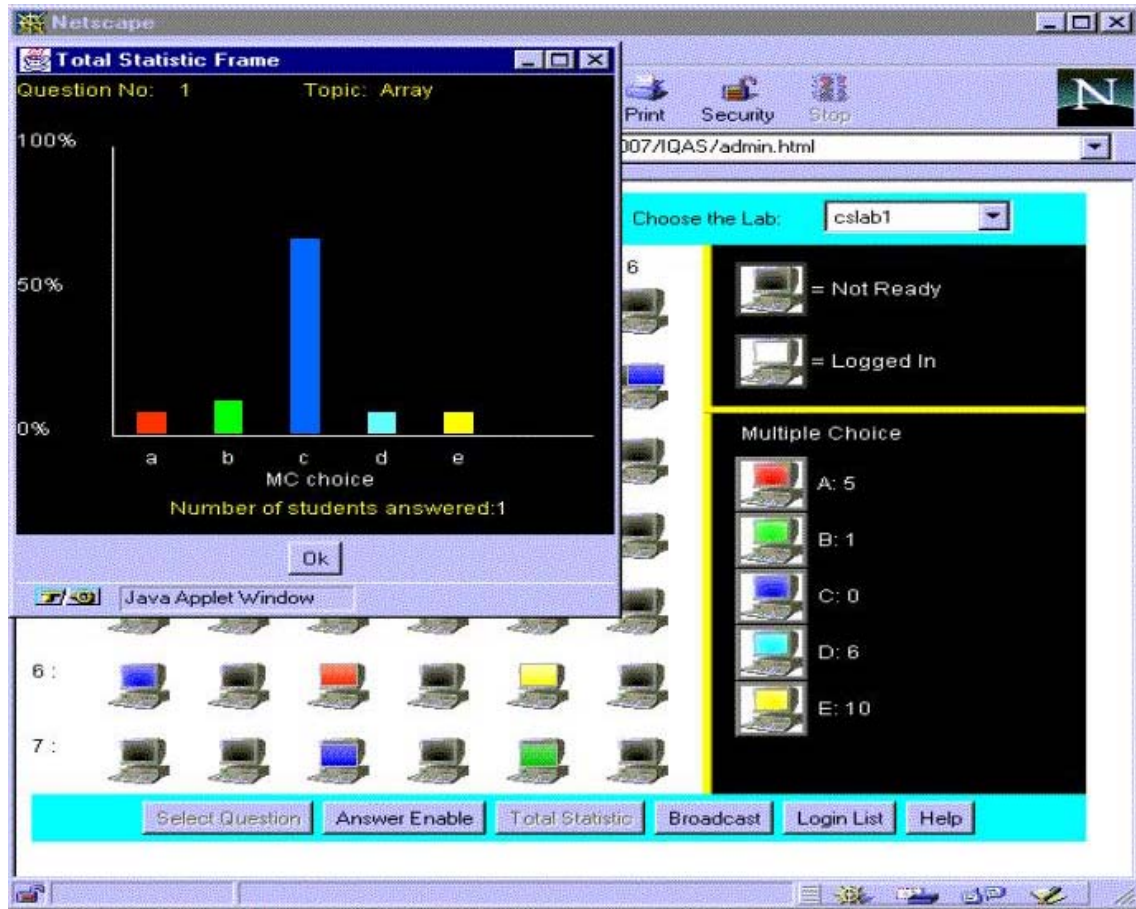 Netscape
Total Statistic Frame
Question No: 1 Topic: Array
100%
50%
0%
a b c d e
MC choice
Number of students answered:1
Ok
Java Applet Window
Print Security Stop
N
007/IQAS/admin.html
Choose the Lab: cslab1
6
= Not Ready
= Logged In
Multiple Choice
A: 5
B: 1
C: 0
D: 6
E: 10
6 :
7 :
Select Question Answer Enable Total Statistic Broadcast Login List Help